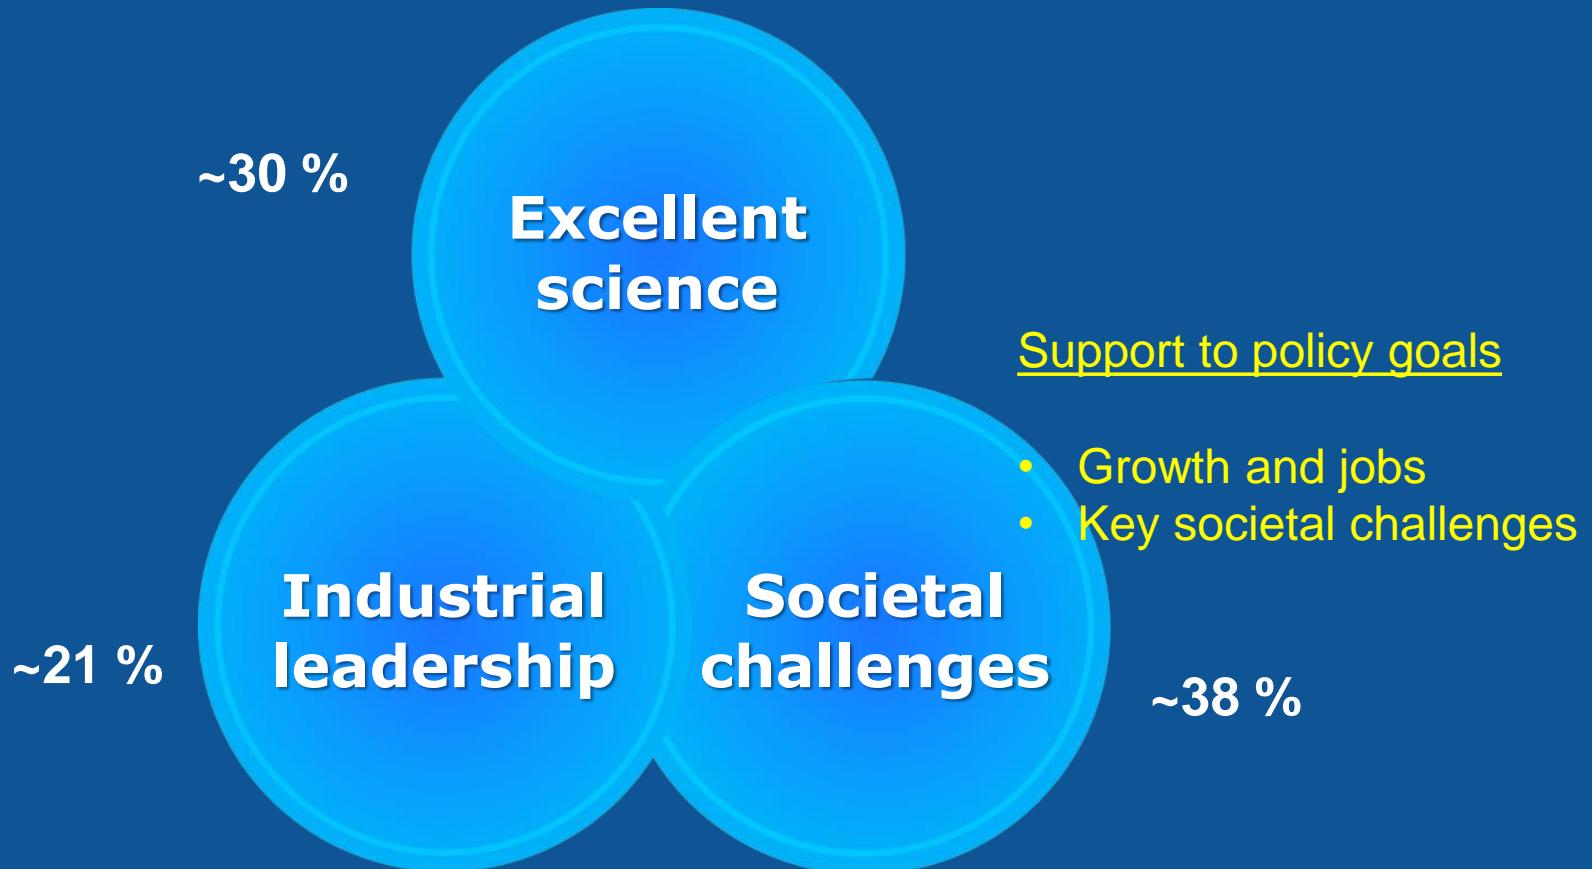 ~30 %
Excellent
science
Support to policy goals
• Growth and jobs
• Key societal challenges
Industrial
leadership
Societal
challenges
~21 %
~38 %